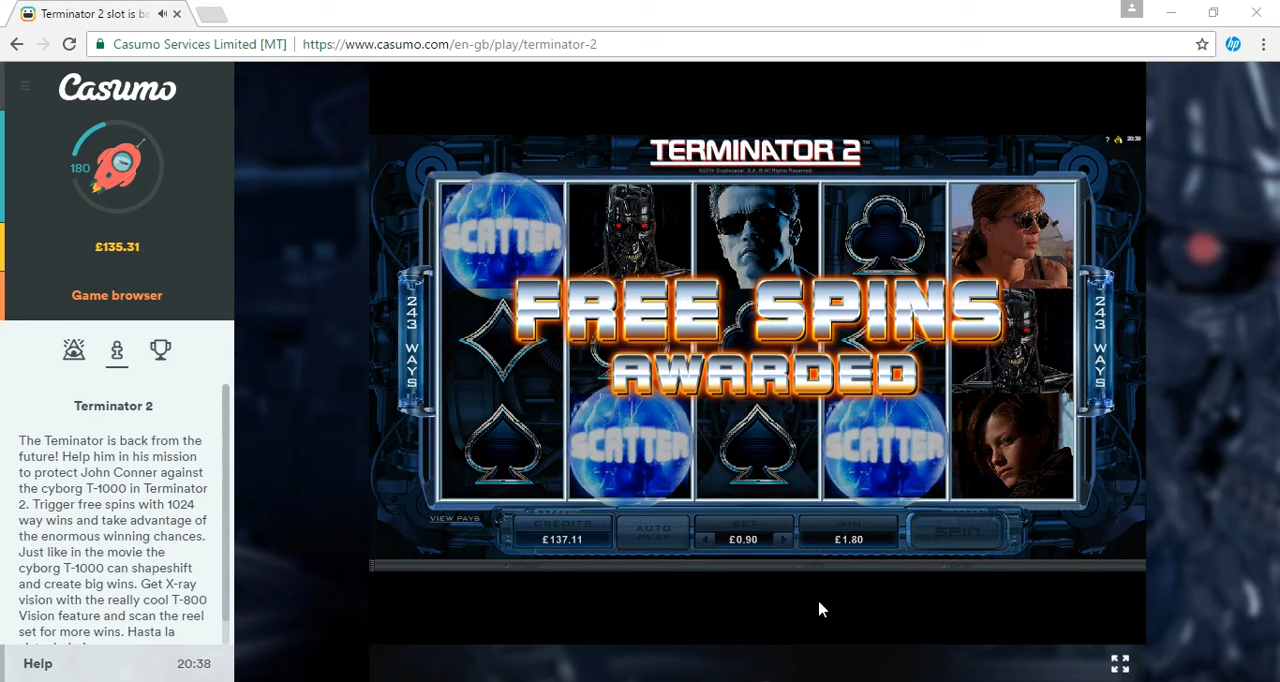 Terminator 2 slot is ba
Casumo Services Limited [MT]
https://www.casumo.com/en-gb/play/terminator-2
Casumo
180
£135.31
Game browser
Terminator 2
The Teminator is back from the
future! Help him in his mission
to protect John Conner against
the cyborg T-1000 in Terminator
2. Trigger free spins with 1024
way wins and take advantage of
the enormous winning chances.
Just like in the movie the
cyborg T-1000 can shapeshift
and create big wins. Get X-ray
vision with the really cool T-800
Vision feature and scan the reel
set for more wins. Hasta la
Help
20:38
TERMINATOR 2™
? 20:39
SCATTER
243 WAYS
243 WAYS
FREE SPINS
AWARDED
SCATTER
SCATTER
VIEW PAYS
CREDITS
£137.11
AUTO
PLAY
BET
£0.90
WIN
£1.80
SPIN